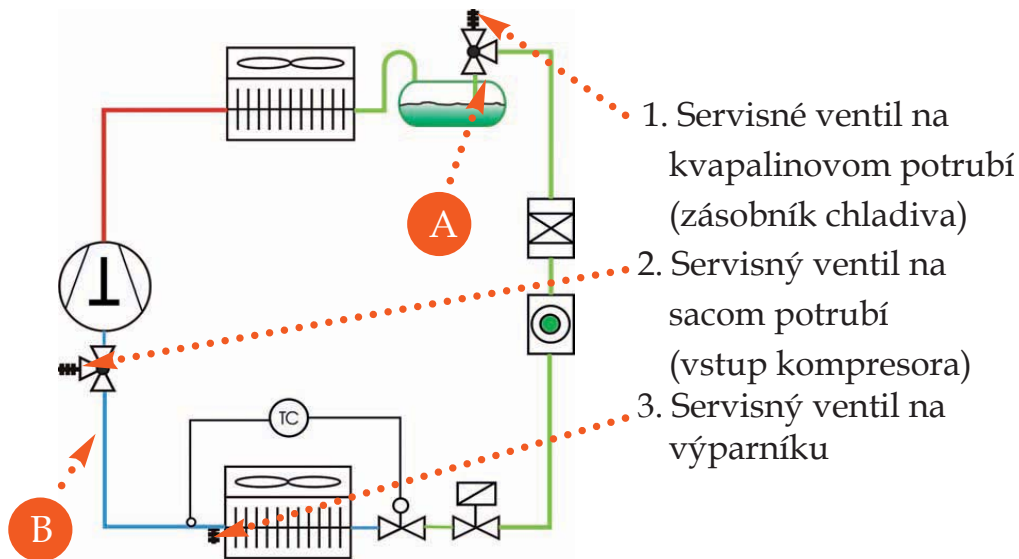 1. Servisné ventil na
kvapalinovom potrubí
(zásobník chladiva)
A
2. Servisný ventil na
sacom potrubí
(vstup kompresora)
3. Servisný ventil na
výparníku
TC
B